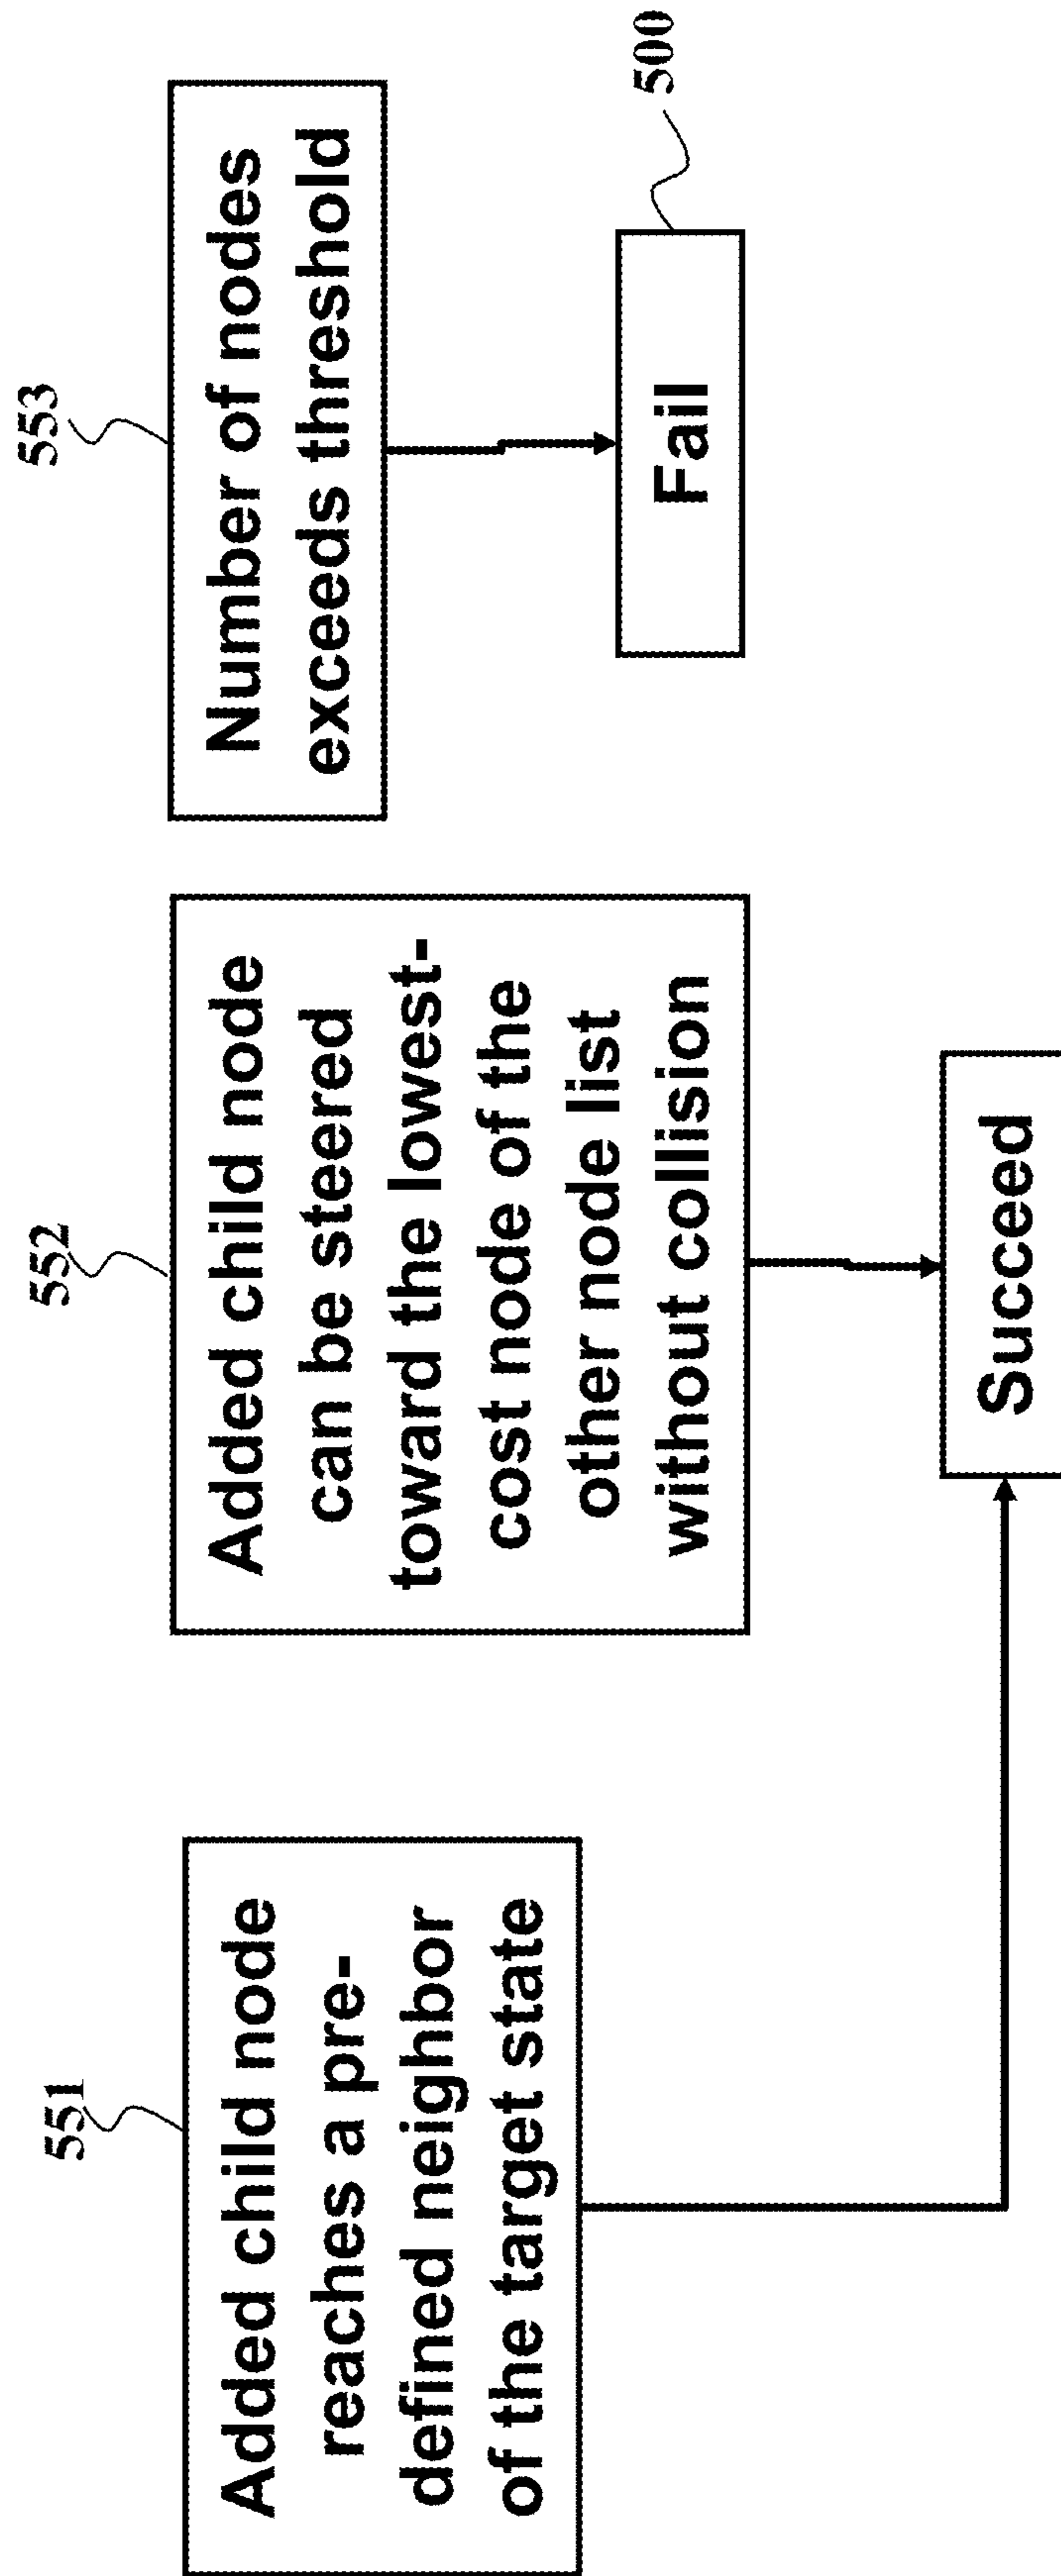 551
Added child node
reaches a pre-
defined neighbor
of the target state
552
Added child node
can be steered
toward the lowest-
cost node of the
other node list
without collision
553
Number of nodes
exceeds threshold
Succeed
Fail
500